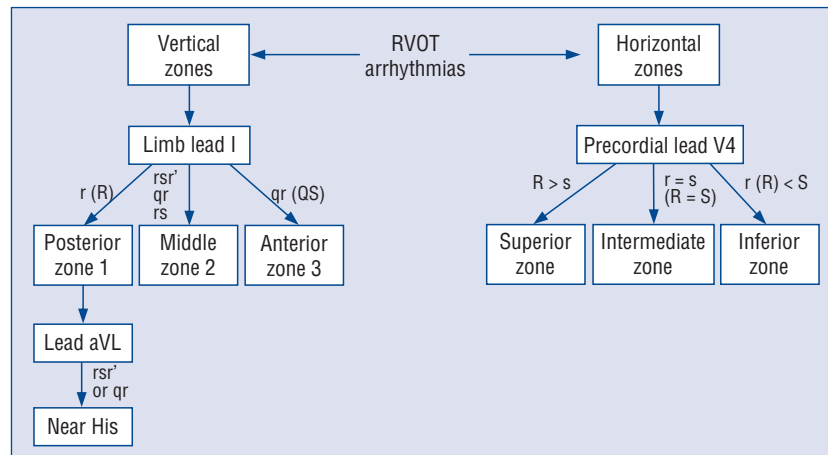 Vertical
zones
RVOT
arrhythmias
Horizontal
zones
Limb lead I
Precordial lead V4
r (R)
rsr’
qr
rs
qr (QS)
R > s
r = s
(R = S)
r (R) < S
Posterior
zone 1
Middle
zone 2
Anterior
zone 3
Superior
zone
Intermediate
zone
Inferior
zone
Lead aVL
rsr’
or qr
Near His